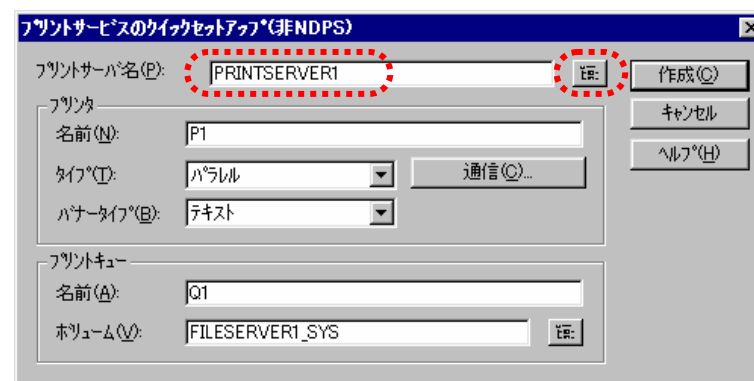 プリントサービスのクイックセットアップ(非NDPS)
プリントサーバ名(P): PRINTSERVER1
作成(C)
プリンタ
キャンセル
名前(N): P1
ヘルプ(H)
タイプ(T): パラレル 通信(C)...
バナータイプ(B): テキスト
プリントキュー
名前(A): Q1
ボリューム(V): FILESERVER1_SYS